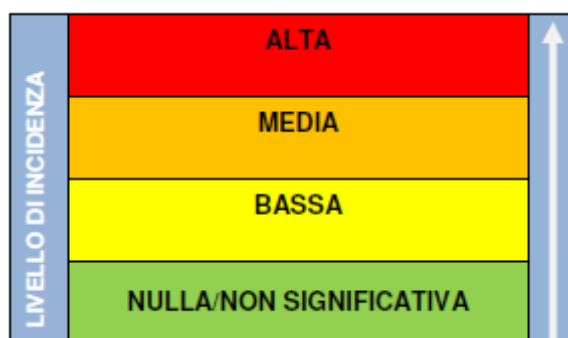 LIVELLO DI INCIDENZA
ALTA
MEDIA
BASSA
NULLA/NON SIGNIFICATIVA